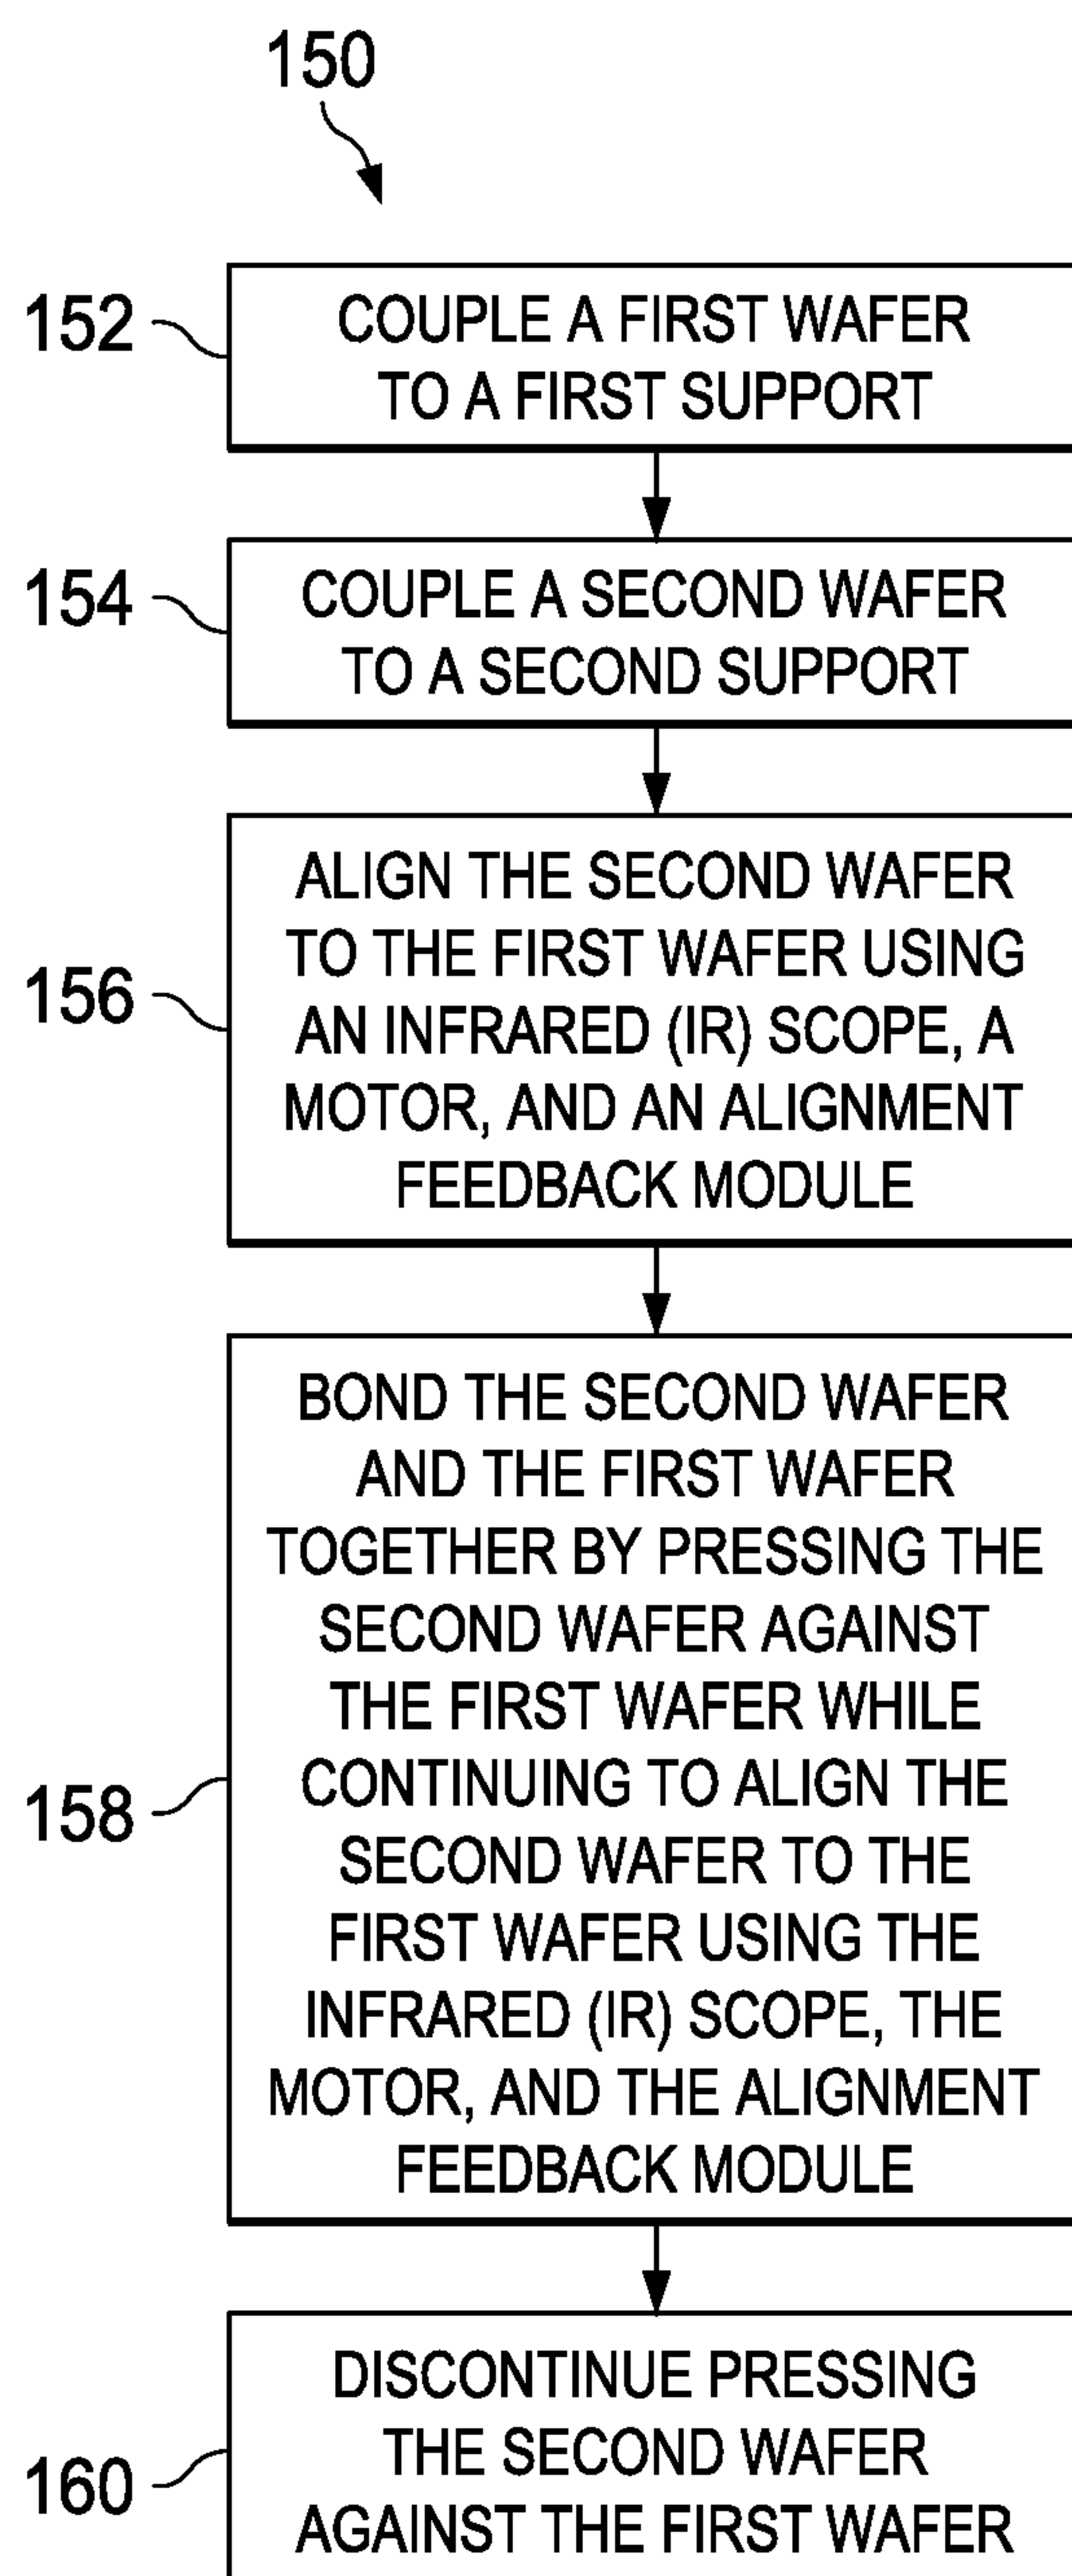 150
152
COUPLE A FIRST WAFER
TO A FIRST SUPPORT
154
COUPLE A SECOND WAFER
TO A SECOND SUPPORT
156
ALIGN THE SECOND WAFER
TO THE FIRST WAFER USING
AN INFRARED (IR) SCOPE, A
MOTOR, AND AN ALIGNMENT
FEEDBACK MODULE
158
BOND THE SECOND WAFER
AND THE FIRST WAFER
TOGETHER BY PRESSING THE
SECOND WAFER AGAINST
THE FIRST WAFER WHILE
CONTINUING TO ALIGN THE
SECOND WAFER TO THE
FIRST WAFER USING THE
INFRARED (IR) SCOPE, THE
MOTOR, AND THE ALIGNMENT
FEEDBACK MODULE
160
DISCONTINUE PRESSING
THE SECOND WAFER
AGAINST THE FIRST WAFER